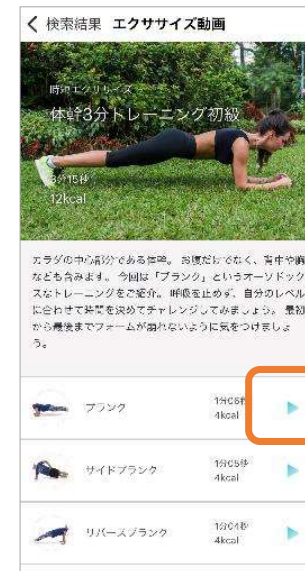 検索結果 エクササイズ動画
時短エクササイズ
体幹3分トレーニング初級
3分15秒
12kcal
カラダの中心部分である体幹。 お腹だけでなく、背中や胸
なども含みます。 今回は「プランク」というオーソドック
スなトレーニングをご紹介。 呼吸を止めず、自分のレベル
に合わせて時間を決めてチャレンジしてみましょう。 最初
から最後までフォームが崩れないように気をつけましょ
う。
プランク
1分06秒
4kcal
サイドプランク
1分05秒
4kcal
リバースプランク
1分04秒
4kcal